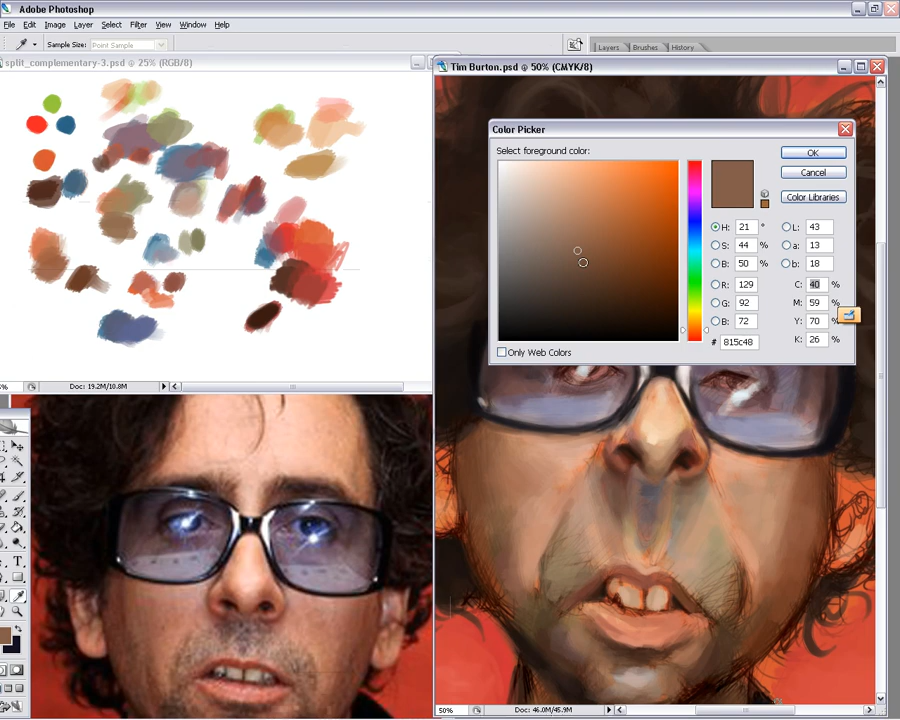 Adobe Photoshop
File Edit Image Layer Select Filter View Window Help
Sample Size: Point Sample
Layers Brushes History
split_complementary-3.psd @ 25% (RGB/8)
Tim Burton.psd @ 50% (CMYK/8)
Color Picker
Select foreground color:
OK
Cancel
Color Libraries
H: 21 ° L: 43
S: 44 % a: 13
B: 50 % b: 18
R: 129 C: 40 %
G: 92 M: 59 %
B: 72 Y: 70 %
# 815c48 K: 26 %
Only Web Colors
Doc: 19.2M/10.8M
T
50% Doc: 46.0M/45.9M